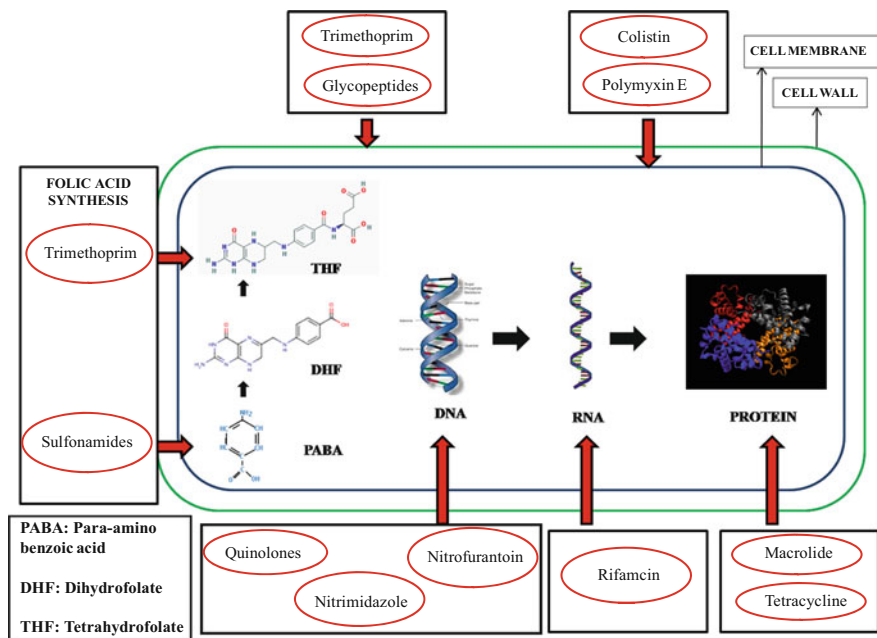 Trimethoprim
Glycopeptides
Colistin
Polymyxin E
CELL MEMBRANE
CELL WALL
FOLIC ACID
SYNTHESIS
Trimethoprim
Sulfonamides
THF
DHF
PABA
DNA
RNA
PROTEIN
PABA: Para-amino
benzoic acid
DHF: Dihydrofolate
THF: Tetrahydrofolate
Quinolones
Nitrofurantoin
Nitrimidazole
Rifamcin
Macrolide
Tetracycline